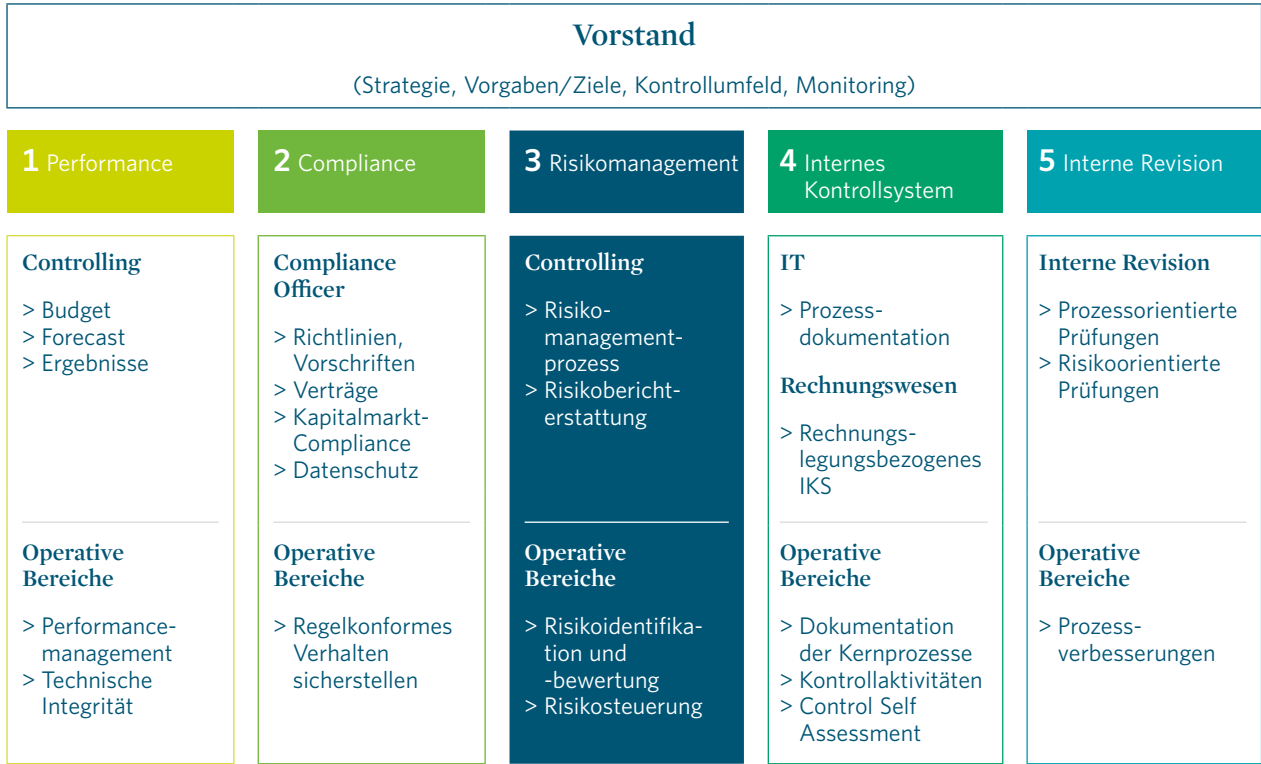 Vorstand
(Strategie, Vorgaben/Ziele, Kontrollumfeld, Monitoring)
1 Performance
2 Compliance
3 Risikomanagement
4 Internes
Kontrollsystem
5 Interne Revision
Controlling
> Budget
> Forecast
> Ergebnisse
Operative
Bereiche
> Performance-
management
> Technische
Integrität
Compliance
Officer
> Richtlinien,
Vorschriften
> Verträge
> Kapitalmarkt-
Compliance
> Datenschutz
Operative
Bereiche
> Regelkonformes
Verhalten
sicherstellen
Controlling
> Risiko-
management-
prozess
> Risikobericht-
erstattung
Operative
Bereiche
> Risikoidentifika-
tion und
-bewertung
> Risikosteuerung
IT
> Prozess-
dokumentation
Rechnungswesen
> Rechnungs-
legungsbezogenes
IKS
Operative
Bereiche
> Dokumentation
der Kernprozesse
> Kontrollaktivitäten
> Control Self
Assessment
Interne Revision
> Prozessorientierte
Prüfungen
> Risikoorientierte
Prüfungen
Operative
Bereiche
> Prozess-
verbesserungen